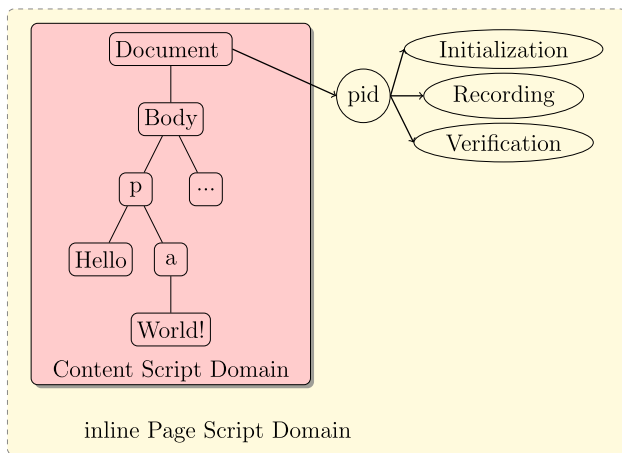 Document
Initialization
pid
Recording
Body
Verification
p
...
Hello
a
World!
Content Script Domain
inline Page Script Domain